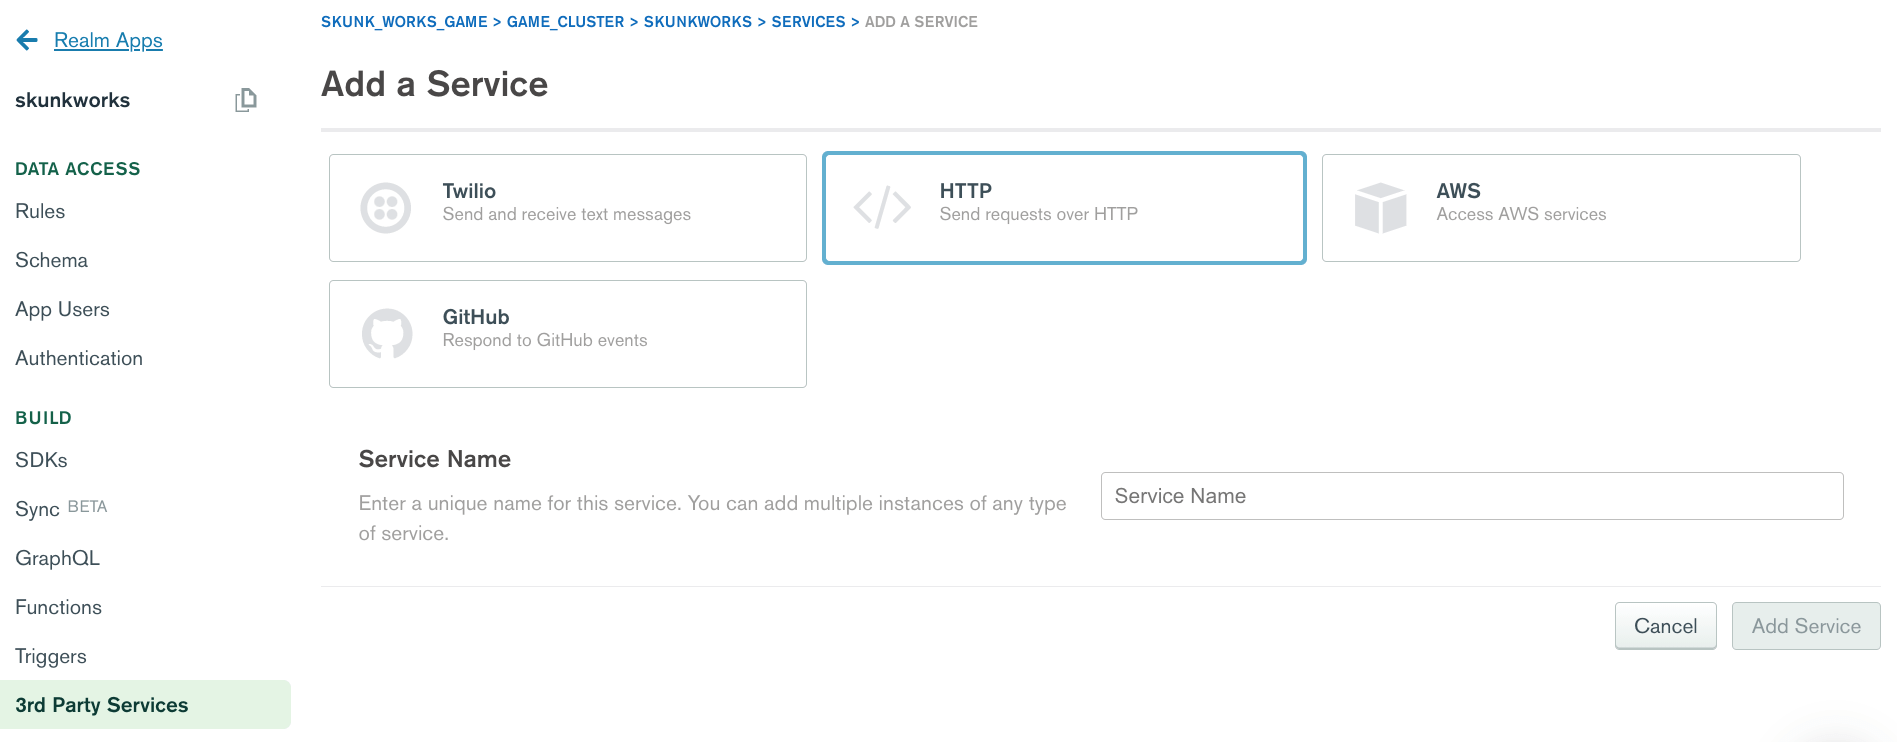 Realm Apps
skunkworks
DATA ACCESS
Rules
Schema
App Users
Authentication
BUILD
SDKs
Sync BETA
GraphQL
Functions
Triggers
3rd Party Services
SKUNK_WORKS_GAME > GAME_CLUSTER > SKUNKWORKS > SERVICES > ADD A SERVICE
Add a Service
Twilio
Send and receive text messages
HTTP
Send requests over HTTP
AWS
Access AWS services
GitHub
Respond to GitHub events
Service Name
Enter a unique name for this service. You can add multiple instances of any type
of service.
Service Name
Cancel
Add Service